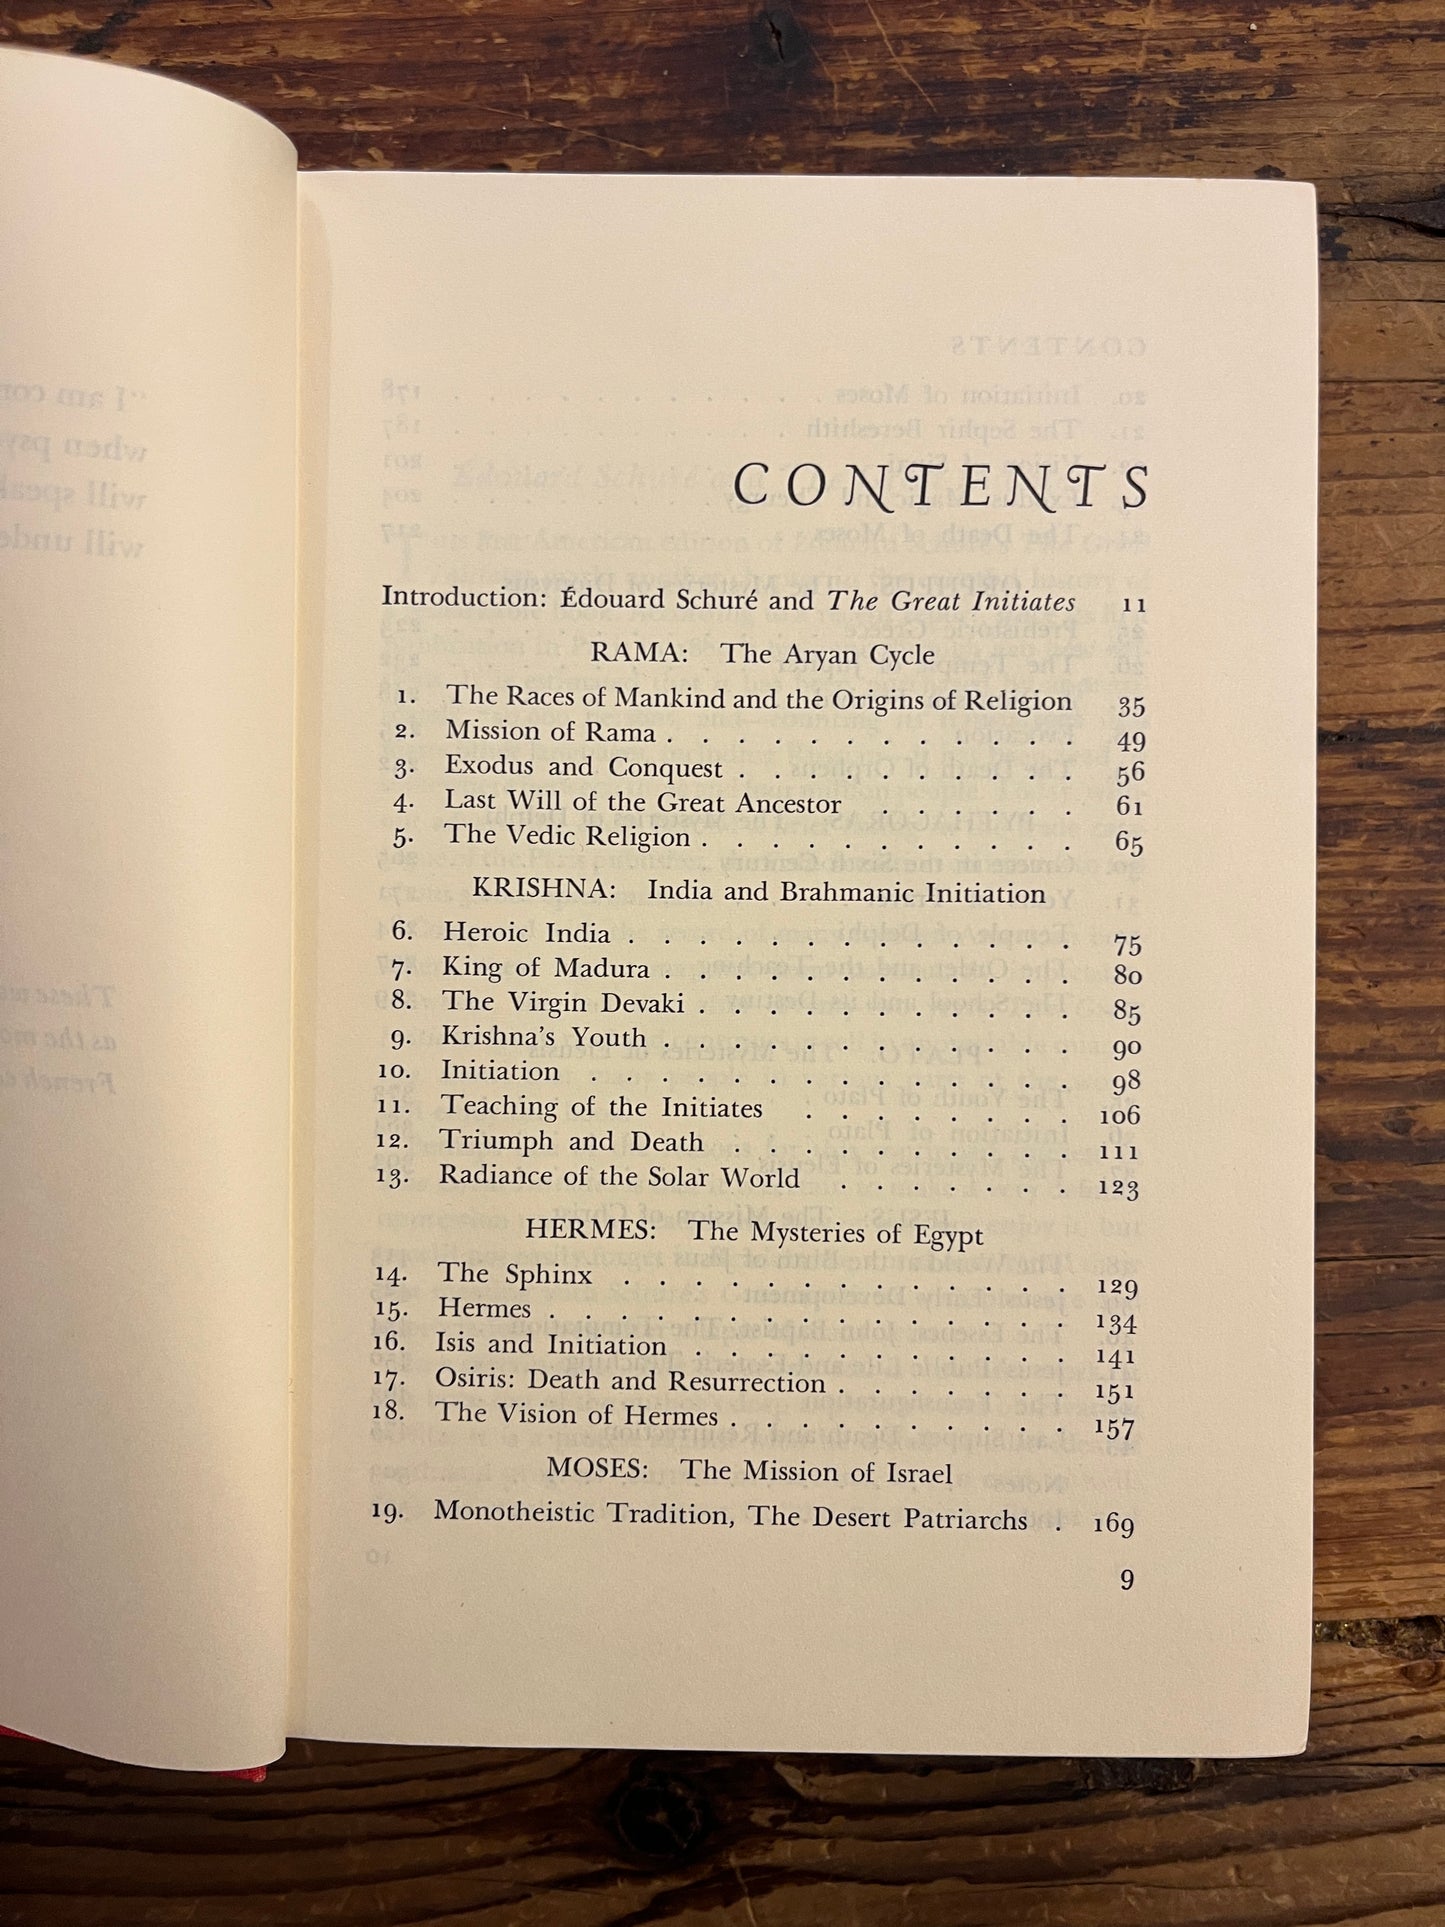 CONTENTS
Introduction: Édouard Schuré and The Great Initiates 11
RAMA: The Aryan Cycle
1. The Races of Mankind and the Origins of Religion 35
2. Mission of Rama . . . . . . . . . . . . 49
3. Exodus and Conquest . . . . . . . . . . 56
4. Last Will of the Great Ancestor . . . . . . 61
5. The Vedic Religion . . . . . . . . . . . 65
KRISHNA: India and Brahmanic Initiation
6. Heroic India . . . . . . . . . . . . . 75
7. King of Madura . . . . . . . . . . . . 80
8. The Virgin Devaki . . . . . . . . . . . 85
9. Krishna's Youth . . . . . . . . . . . . 90
10. Initiation . . . . . . . . . . . . . . 98
11. Teaching of the Initiates . . . . . . . . 106
12. Triumph and Death . . . . . . . . . . 111
13. Radiance of the Solar World . . . . . . . 123
HERMES: The Mysteries of Egypt
14. The Sphinx . . . . . . . . . . . . . 129
15. Hermes . . . . . . . . . . . . . . . 134
16. Isis and Initiation . . . . . . . . . . . 141
17. Osiris: Death and Resurrection . . . . . . . 151
18. The Vision of Hermes . . . . . . . . . . 157
MOSES: The Mission of Israel
19. Monotheistic Tradition, The Desert Patriarchs . 169
9